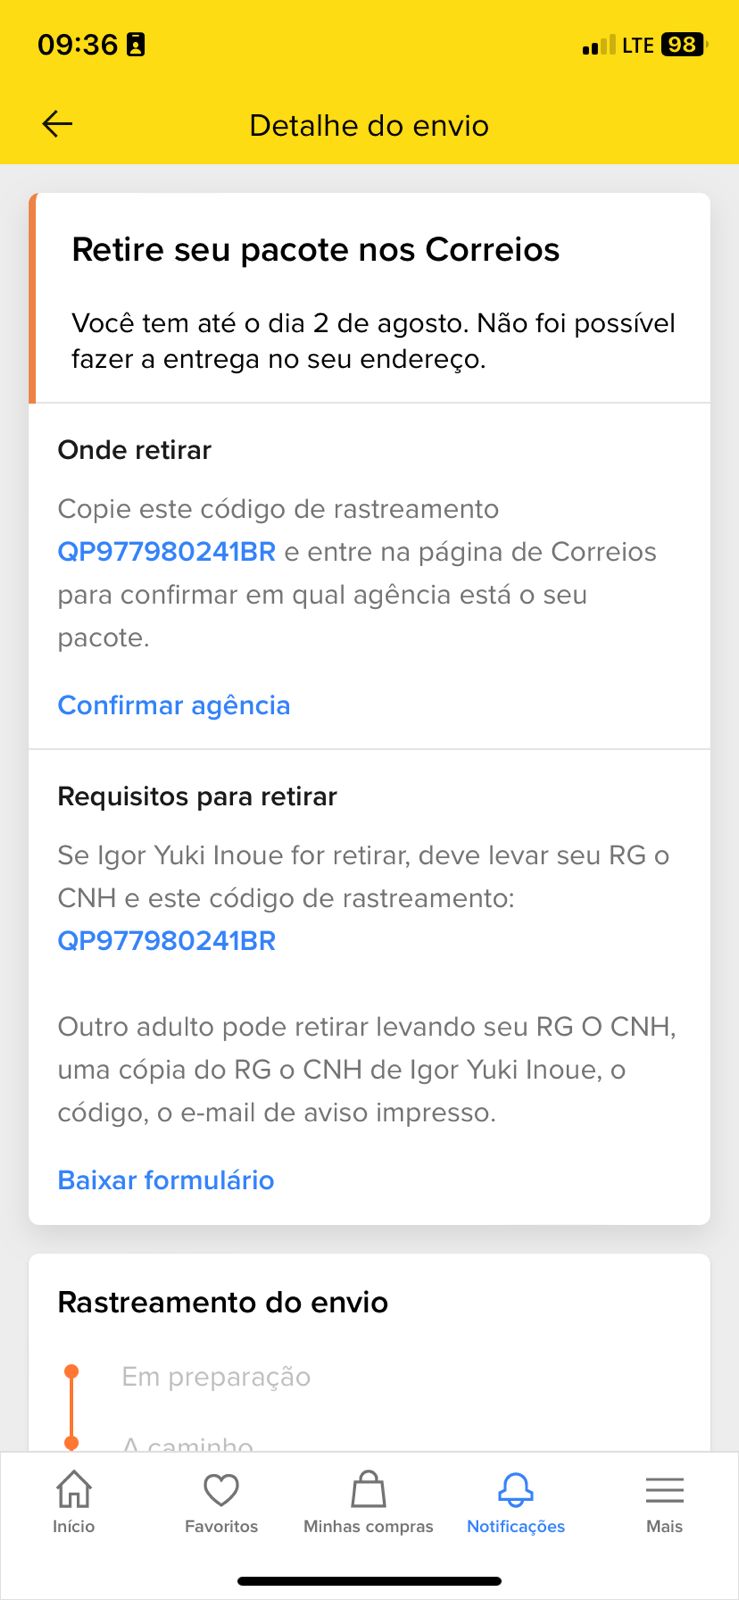 09:36
LTE 98
Detalhe do envio
Retire seu pacote nos Correios
Você tem até o dia 2 de agosto. Não foi possível
fazer a entrega no seu endereço.
Onde retirar
Copie este código de rastreamento
QP977980241BR e entre na página de Correios
para confirmar em qual agência está o seu
pacote.
Confirmar agência
Requisitos para retirar
Se Igor Yuki Inoue for retirar, deve levar seu RG o
CNH e este código de rastreamento:
QP977980241BR
Outro adulto pode retirar levando seu RG O CNH,
uma cópia do RG o CNH de Igor Yuki Inoue, o
código, o e-mail de aviso impresso.
Baixar formulário
Rastreamento do envio
Em preparação
A caminho
Início
Favoritos
Minhas compras
Notificações
Mais